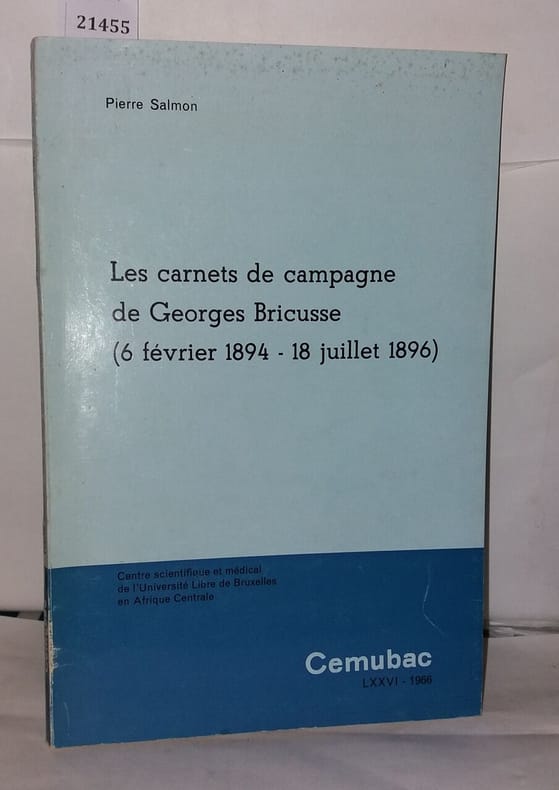 21455
Pierre Salmon
Les carnets de campagne
de Georges Bricusse
(6 février 1894 - 18 juillet 1896)
Centre scientifique et médical
de l'Université Libre de Bruxelles
en Afrique Centrale
Cemubac
LXXVI - 1966